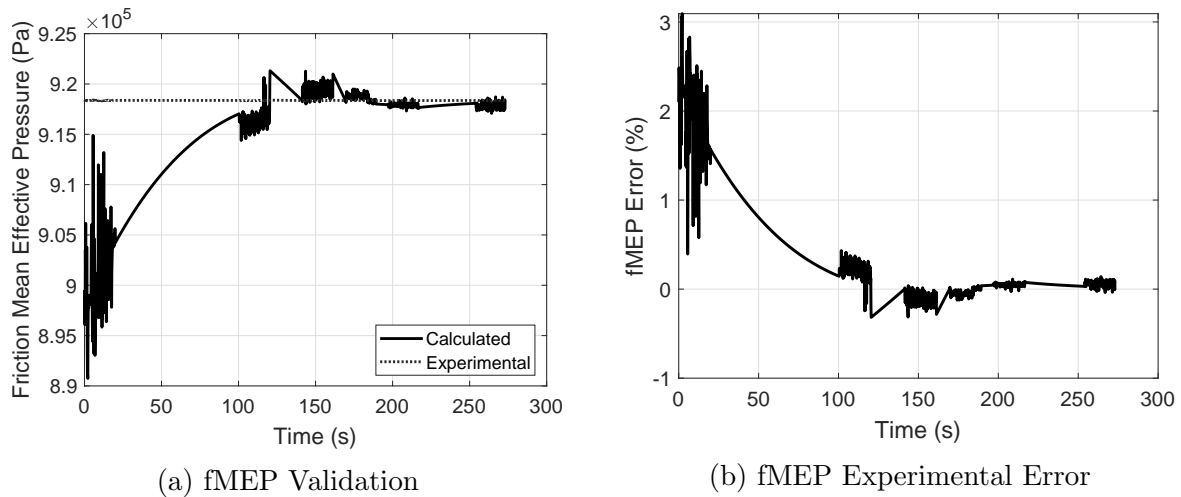 ×10⁵
9.25
9.2
9.15
9.1
9.05
9
8.95
8.9
Friction Mean Effective Pressure (Pa)
Calculated
Experimental
0 50 100 150 200 250 300
Time (s)
(a) fMEP Validation
3
2
1
0
-1
fMEP Error (%)
0 50 100 150 200 250 300
Time (s)
(b) fMEP Experimental Error